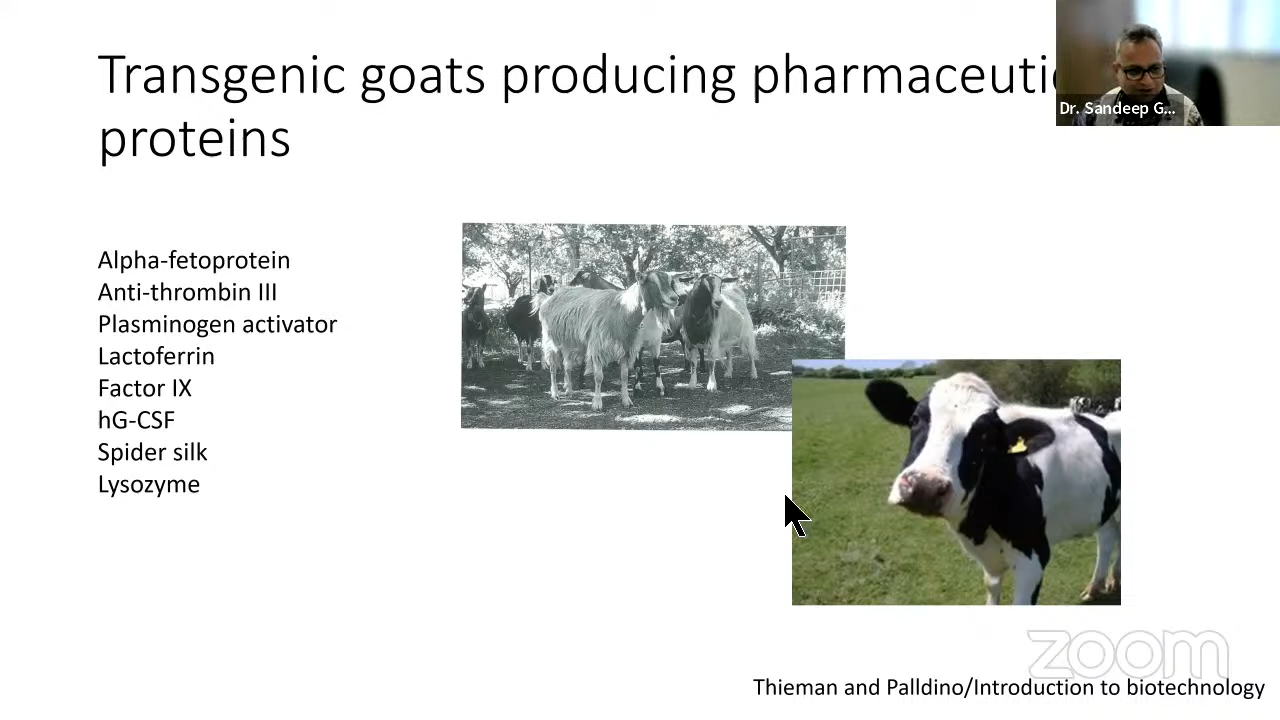 Transgenic goats producing
proteins
Dr. Sandeep G...
Alpha-fetoprotein
Anti-thrombin III
Plasminogen activator
Lactoferrin
Factor IX
hG-CSF
Spider silk
Lysozyme
zoom
Thieman and Palldino/Introduction to biotechnology